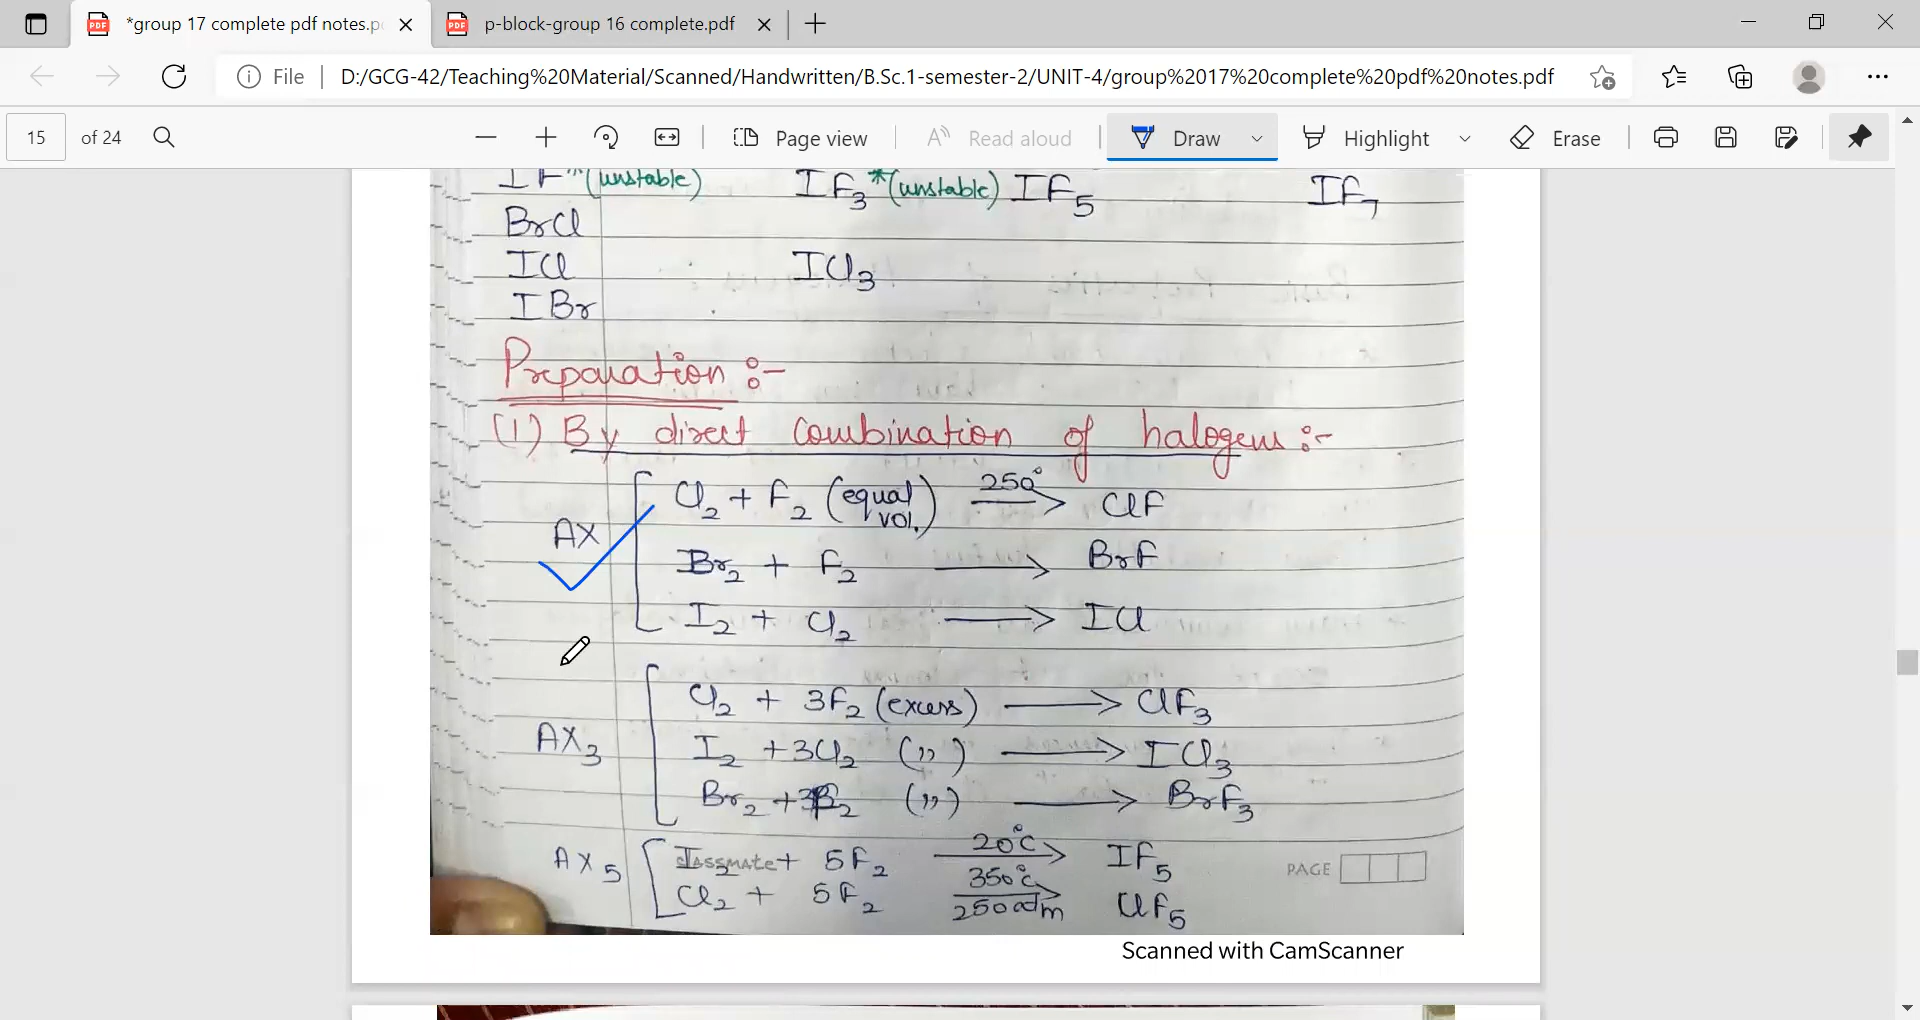 *group 17 complete pdf notes.p
p-block-group 16 complete.pdf
File
D:/GCG-42/Teaching%20Material/Scanned/Handwritten/B.Sc.1-semester-2/UNIT-4/group%2017%20complete%20pdf%20notes.pdf
15 of 24
Page view
Read aloud
Draw
Highlight
Erase
IF*(unstable) IF3*(unstable) IF5 IF7
BrCl
ICl ICl3
IBr
Preparation :-
(1) By direct combination of halogens :-
AX
Cl2 + F2 (equal vol.) 250° → ClF
Br2 + F2 → BrF
I2 + Cl2 → ICl
AX3
Cl2 + 3F2 (excess) → ClF3
I2 + 3Cl2 (") → ICl3
Br2 + 3F2 (") → BrF3
AX5
I2 + 5F2 20°C → IF5
Cl2 + 5F2 350°C 250 atm → ClF5
classmate
PAGE
Scanned with CamScanner